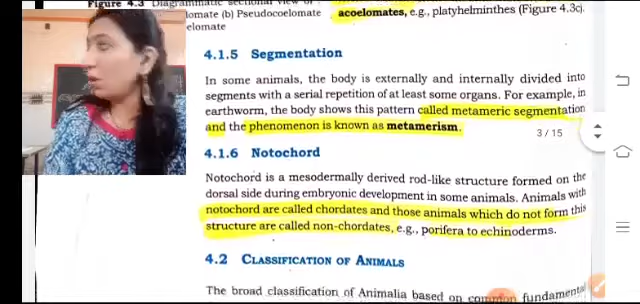 Figure 4.3 Diagrammatic sectional view of
lomate (b) Pseudocoelomate
elomate
acoelomates, e.g., platyhelminthes (Figure 4.3c).
4.1.5 Segmentation
In some animals, the body is externally and internally divided into
segments with a serial repetition of at least some organs. For example, in
earthworm, the body shows this pattern called metameric segmentation
and the phenomenon is known as metamerism.
3 / 15
4.1.6 Notochord
Notochord is a mesodermally derived rod-like structure formed on the
dorsal side during embryonic development in some animals. Animals with
notochord are called chordates and those animals which do not form this
structure are called non-chordates, e.g., porifera to echinoderms.
4.2 CLASSIFICATION OF ANIMALS
The broad classification of Animalia based on common fundamental